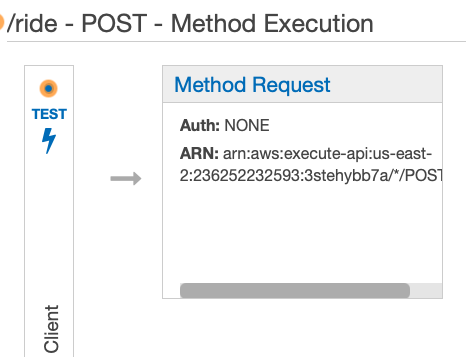 /ride - POST - Method Execution
TEST
Client
Method Request
Auth: NONE
ARN: arn:aws:execute-api:us-east-
2:236252232593:3stehybb7a/*/POST